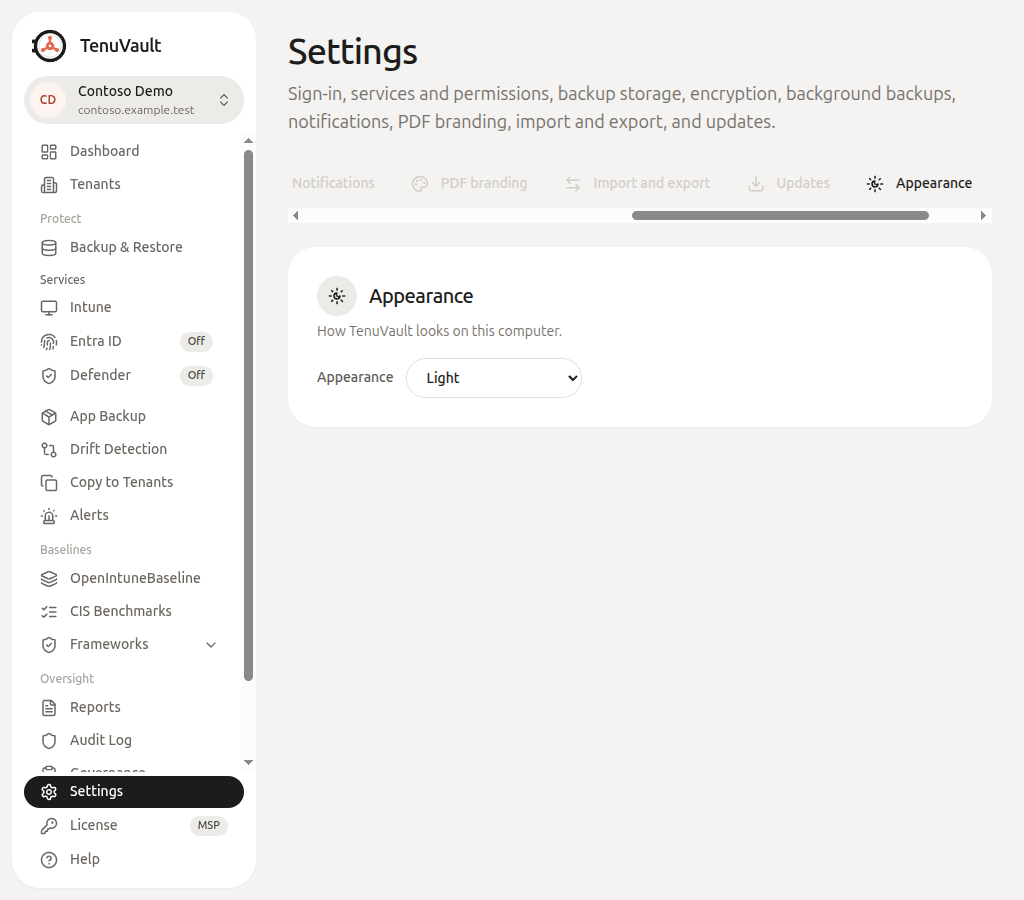 TenuVault
CD
Contoso Demo
contoso.example.test
Dashboard
Tenants
Protect
Backup & Restore
Services
Intune
Entra ID Off
Defender Off
App Backup
Drift Detection
Copy to Tenants
Alerts
Baselines
OpenIntuneBaseline
CIS Benchmarks
Frameworks
Oversight
Reports
Audit Log
Governance
Settings
License MSP
Help
Settings
Sign-in, services and permissions, backup storage, encryption, background backups,
notifications, PDF branding, import and export, and updates.
Notifications PDF branding Import and export Updates Appearance
Appearance
How TenuVault looks on this computer.
Appearance Light